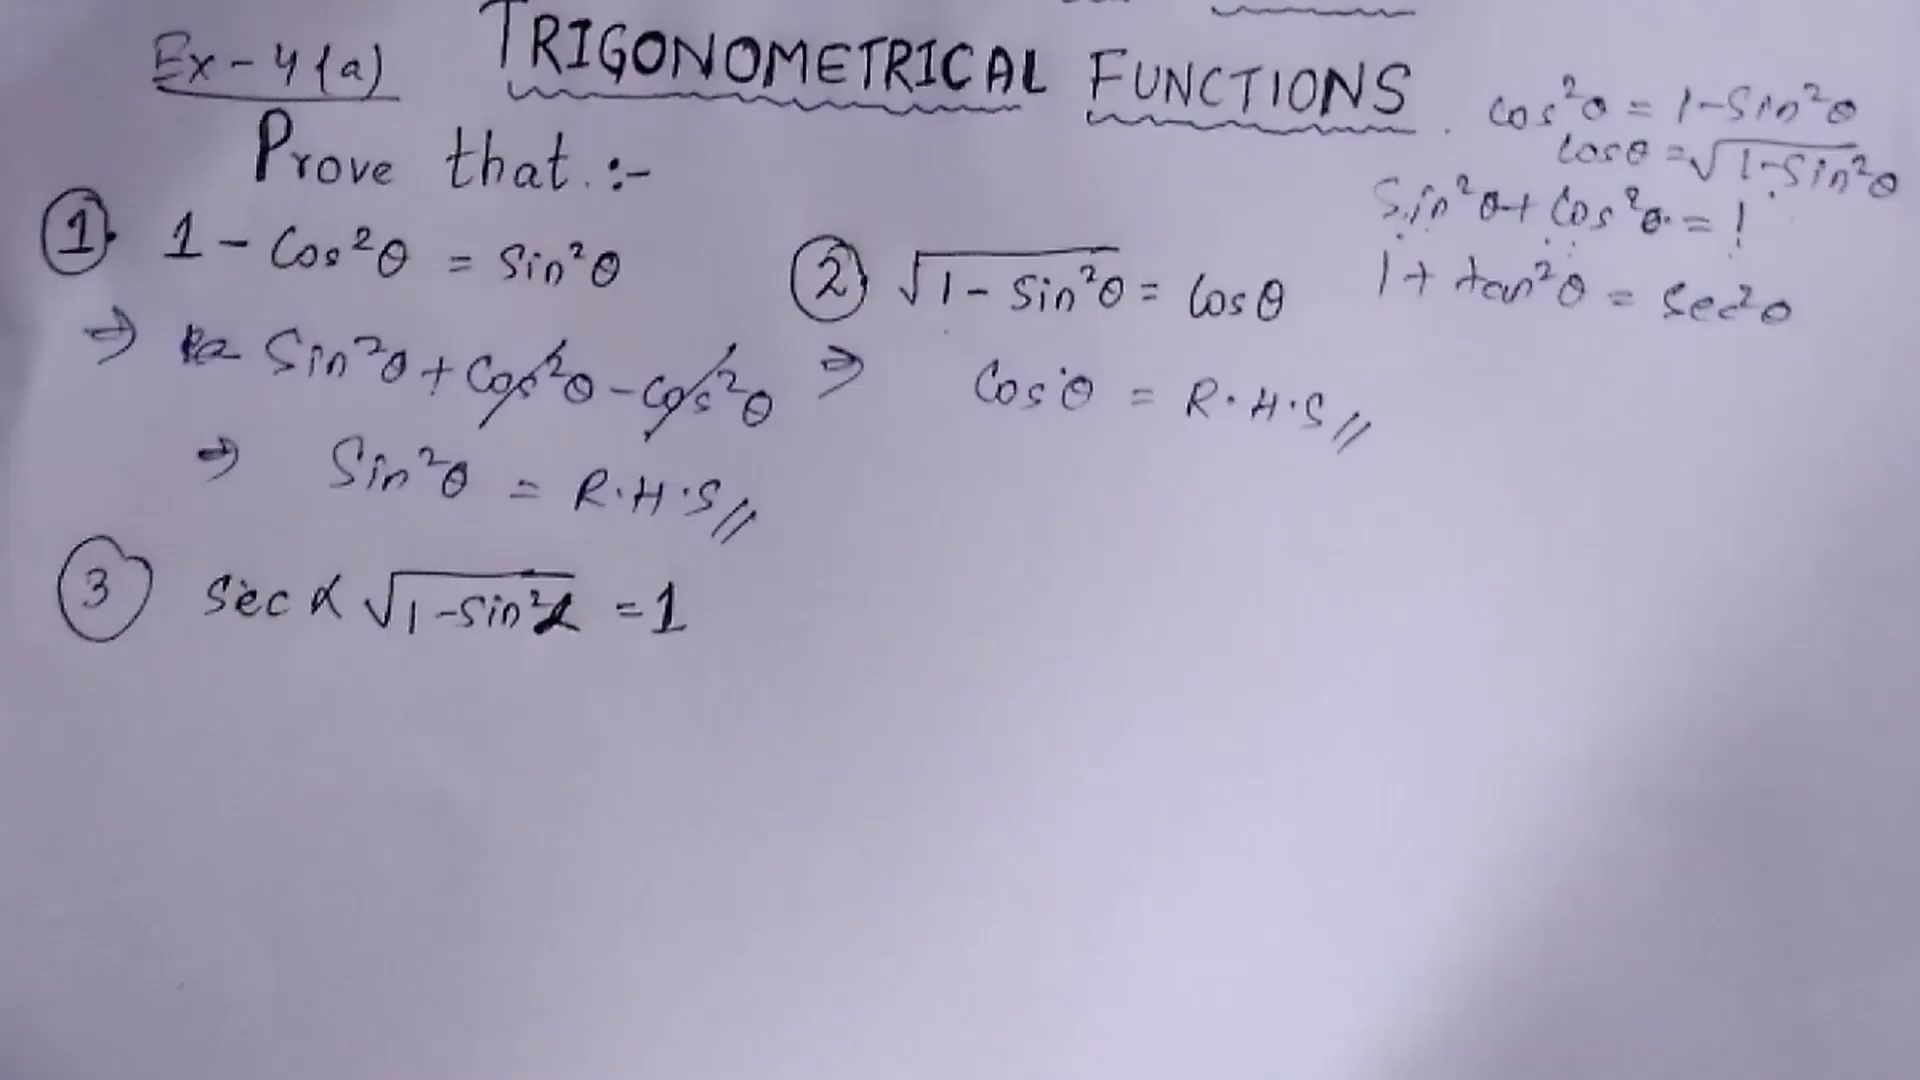 Ex-4(a) TRIGONOMETRICAL FUNCTIONS
Prove that :-
cos²θ = 1-Sin²θ
cosθ = √1-Sin²θ
Sin²θ + Cos²θ = 1
1 + tan²θ = Sec²θ
① 1 - Cos²θ = Sin²θ
⇒ Sin²θ + Cos²θ - Cos²θ
⇒ Sin²θ = R.H.S//
② √1 - Sin²θ = Cosθ
⇒ Cosθ = R.H.S//
③ Sec α √1-Sin²α = 1